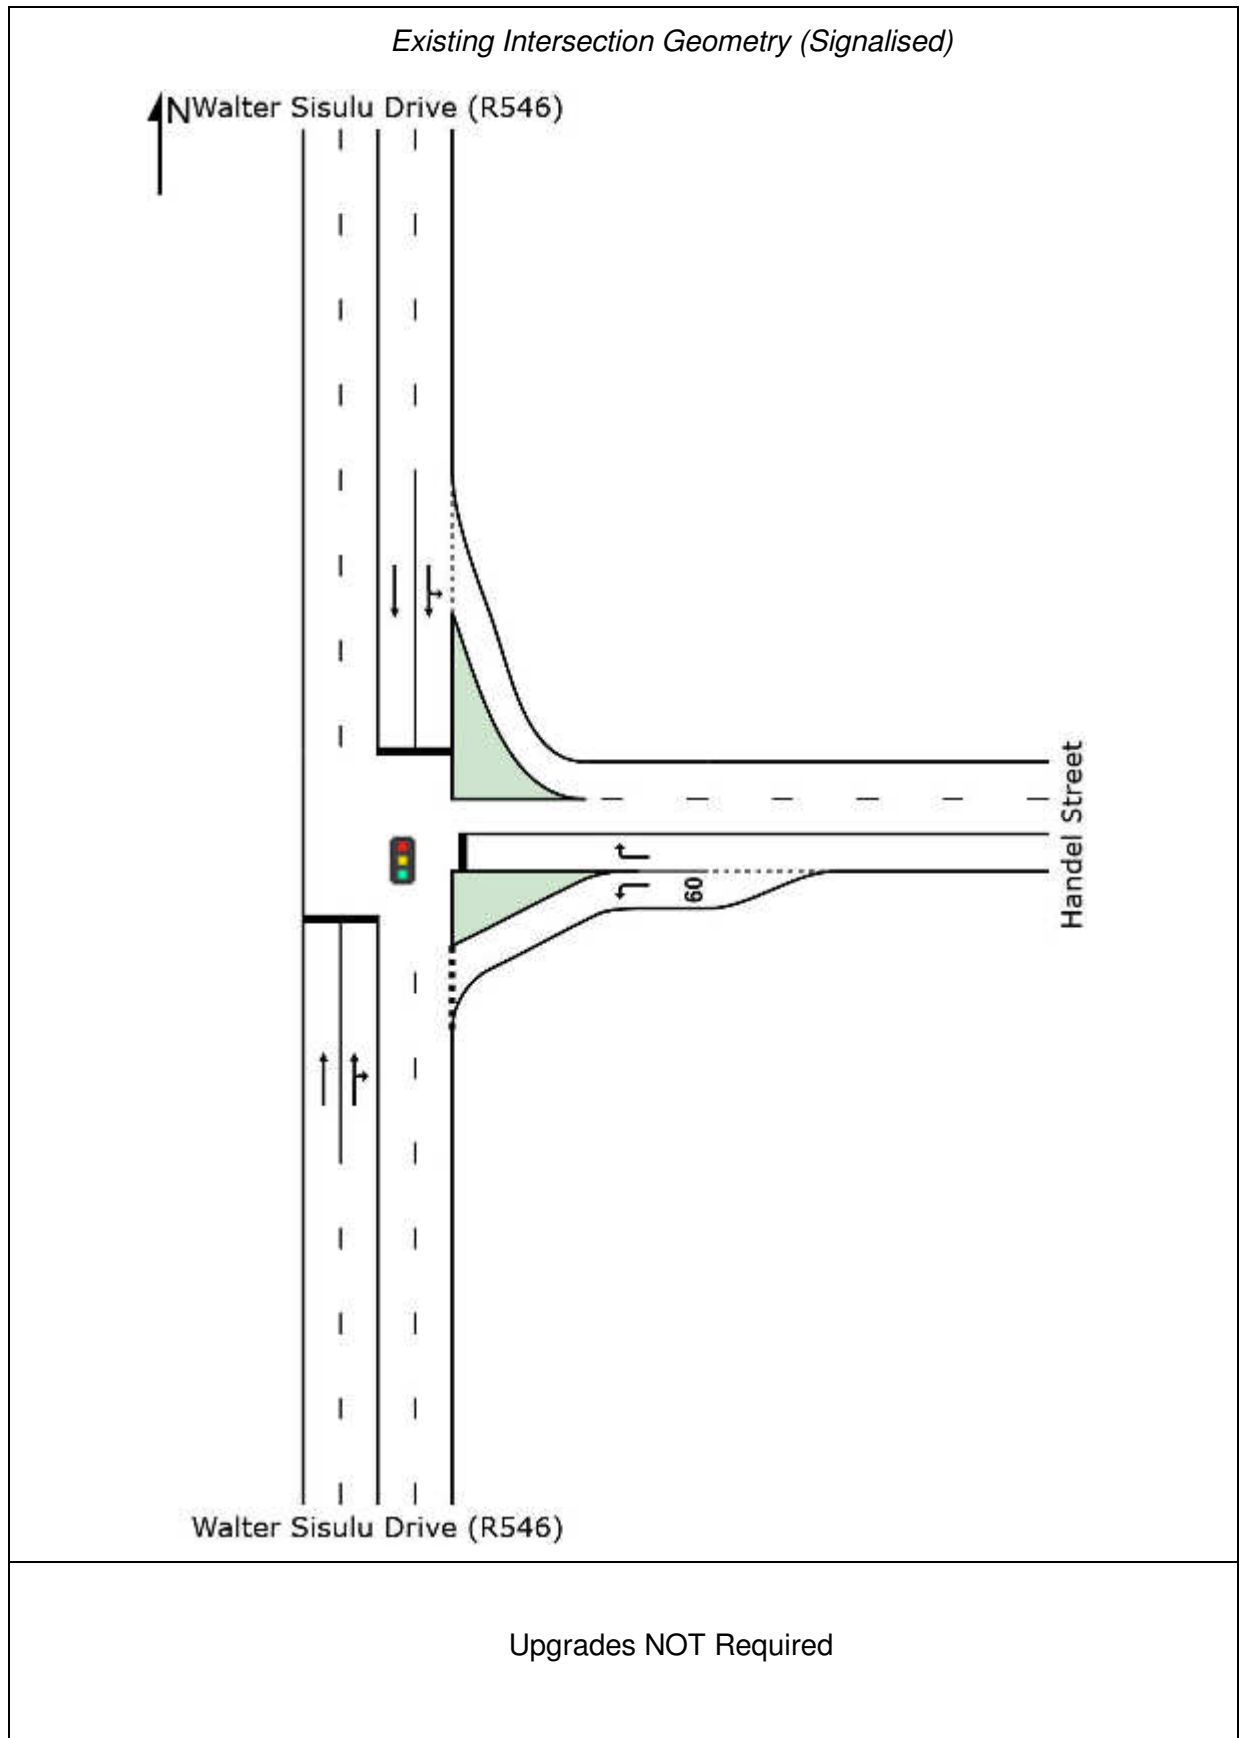 Existing Intersection Geometry (Signalised)
N
Walter Sisulu Drive (R546)
Handel Street
60
Walter Sisulu Drive (R546)
Upgrades NOT Required